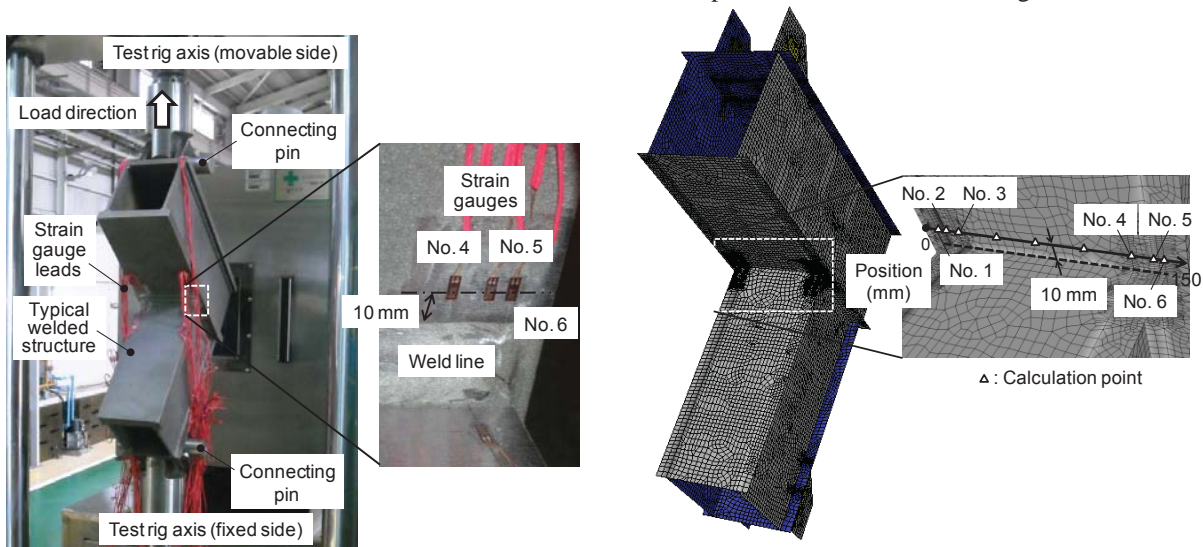 Test rig axis (movable side)
Load direction
Connecting
pin
Strain
gauge
leads
Typical
welded
structure
Connecting
pin
Test rig axis (fixed side)
Strain
gauges
No. 4
No. 5
10 mm
No. 6
Weld line
No. 2
No. 3
No. 4
No. 5
0
Position
(mm)
No. 1
10 mm
150
No. 6
△ : Calculation point